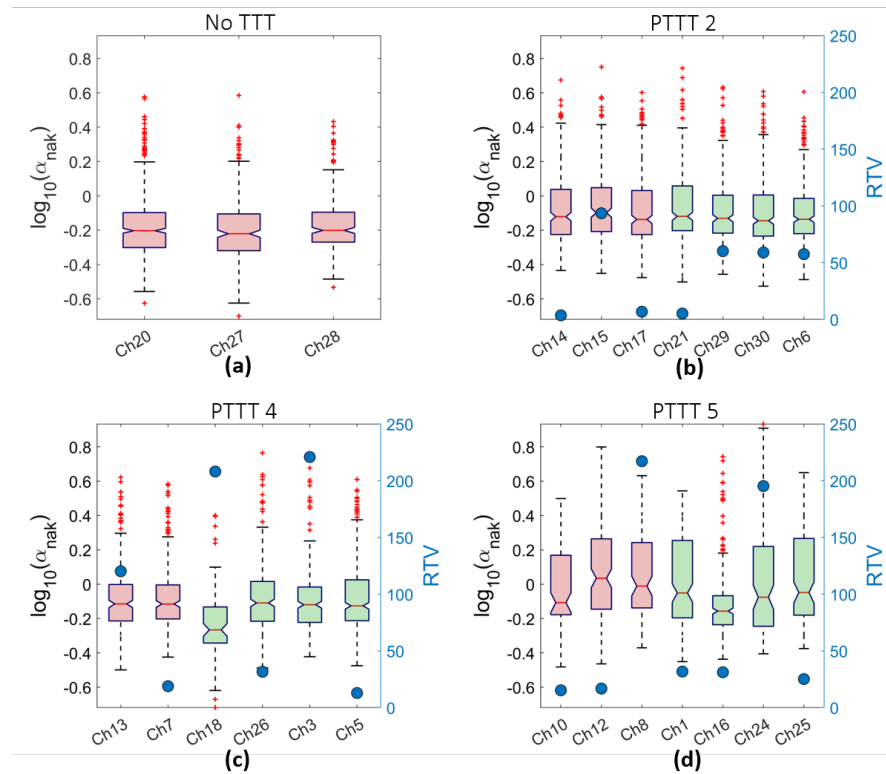 No TTT
0.8
0.6
0.4
0.2
0
-0.2
-0.4
-0.6
log10(αnak)
Ch20 Ch27 Ch28
(a)
PTTT 2
0.8
0.6
0.4
0.2
0
-0.2
-0.4
-0.6
log10(αnak)
250
200
150
100
50
0
RTV
Ch14 Ch15 Ch17 Ch21 Ch29 Ch30 Ch6
(b)
PTTT 4
0.8
0.6
0.4
0.2
0
-0.2
-0.4
-0.6
log10(αnak)
250
200
150
100
50
0
RTV
Ch13 Ch7 Ch18 Ch26 Ch3 Ch5
(c)
PTTT 5
0.8
0.6
0.4
0.2
0
-0.2
-0.4
-0.6
log10(αnak)
250
200
150
100
50
0
RTV
Ch10 Ch12 Ch8 Ch1 Ch16 Ch24 Ch25
(d)